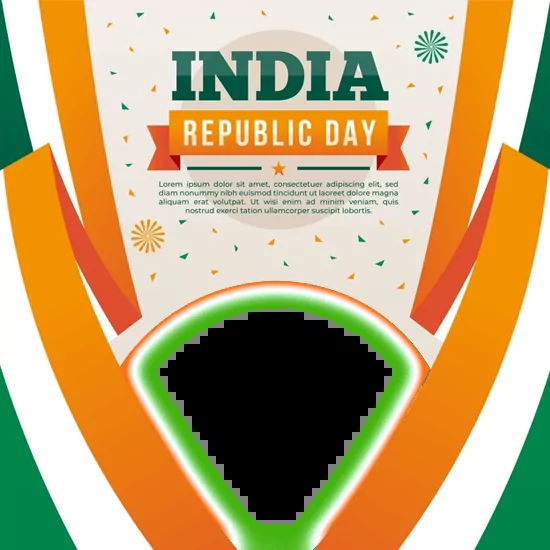 INDIA
REPUBLIC DAY
Lorem ipsum dolor sit amet, consectetuer adipiscing elit, sed
diam nonummy nibh euismod tincidunt ut laoreet dolore magna
aliquam erat volutpat. Ut wisi enim ad minim veniam, quis
nostrud exerci tation ullamcorper suscipit lobortis.